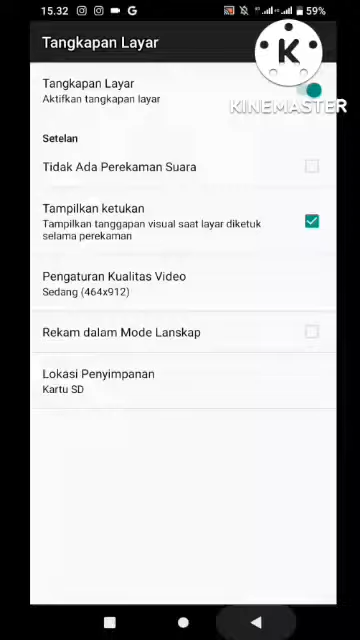 15.32
59%
Tangkapan Layar
K
KINEMASTER
Tangkapan Layar
Aktifkan tangkapan layar
Setelan
Tidak Ada Perekaman Suara
Tampilkan ketukan
Tampilkan tanggapan visual saat layar diketuk
selama perekaman
Pengaturan Kualitas Video
Sedang (464x912)
Rekam dalam Mode Lanskap
Lokasi Penyimpanan
Kartu SD